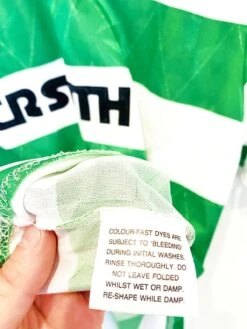 CRSTH
COLOUR-FAST DYES ARE
SUBJECT TO 'BLEEDING'
DURING INITIAL WASHES.
RINSE THOROUGHLY. DO
NOT LEAVE FOLDED
WHILST WET OR DAMP.
RE-SHAPE WHILE DAMP.